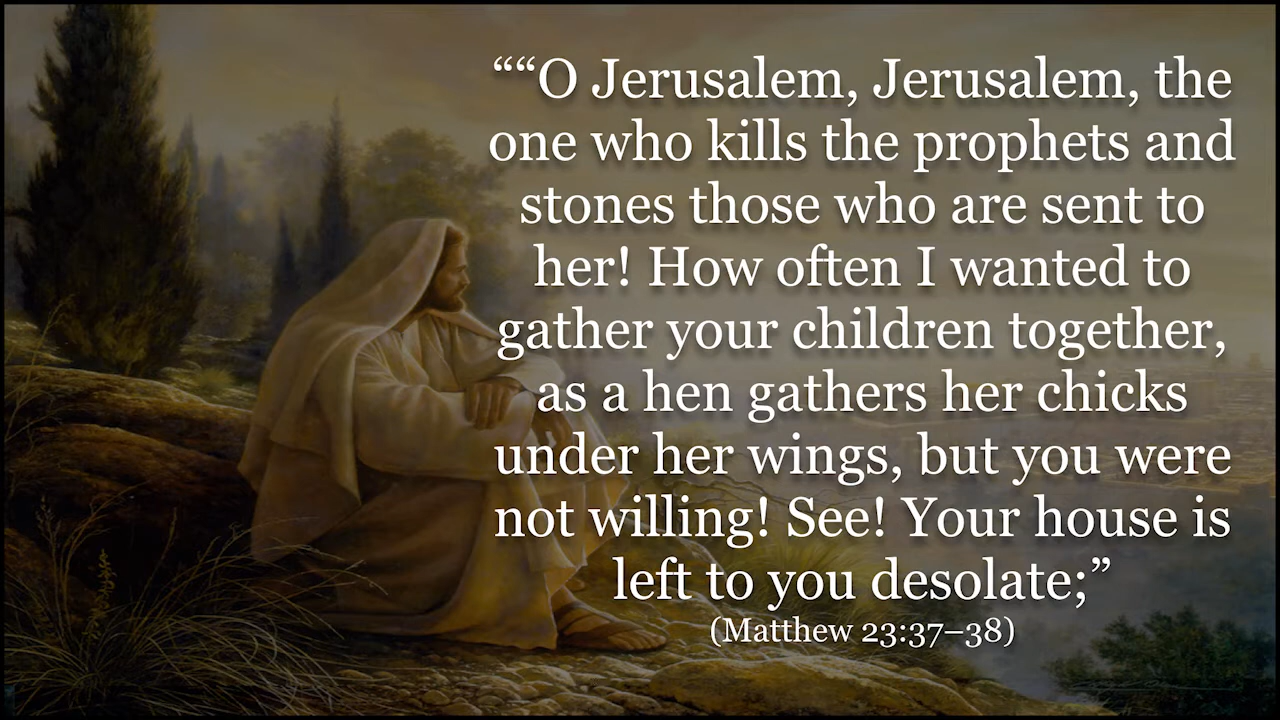 ““O Jerusalem, Jerusalem, the
one who kills the prophets and
stones those who are sent to
her! How often I wanted to
gather your children together,
as a hen gathers her chicks
under her wings, but you were
not willing! See! Your house is
left to you desolate;”
(Matthew 23:37–38)